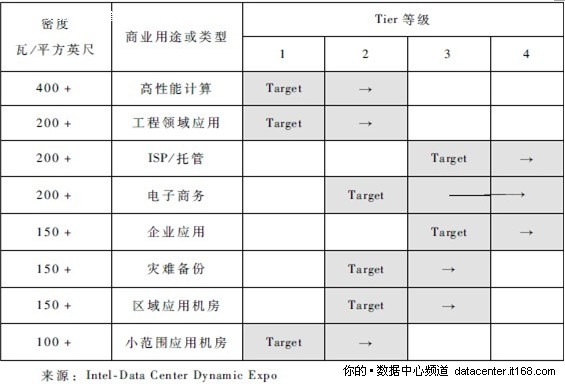 密度
瓦/平方英尺
商业用途或类型
Tier 等级
1 2 3 4
400 + 高性能计算 Target →
200 + 工程领域应用 Target →
200 + ISP/托管 Target →
200 + 电子商务 Target →
150 + 企业应用 Target →
150 + 灾难备份 Target →
150 + 区域应用机房 Target →
100 + 小范围应用机房 Target →
来源: Intel-Data Center Dynamic Expo
你的·数据中心频道 datacenter.it168.com